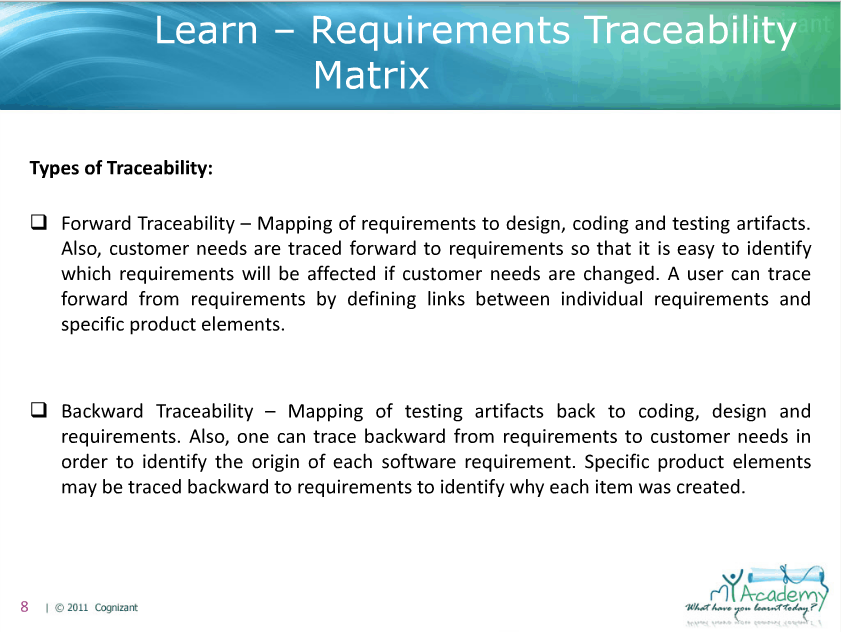 Learn – Requirements Traceability
Matrix
Types of Traceability:
❑ Forward Traceability – Mapping of requirements to design, coding and testing artifacts.
Also, customer needs are traced forward to requirements so that it is easy to identify
which requirements will be affected if customer needs are changed. A user can trace
forward from requirements by defining links between individual requirements and
specific product elements.
❑ Backward Traceability – Mapping of testing artifacts back to coding, design and
requirements. Also, one can trace backward from requirements to customer needs in
order to identify the origin of each software requirement. Specific product elements
may be traced backward to requirements to identify why each item was created.
8 | © 2011 Cognizant
myAcademy
What have you learnt today?